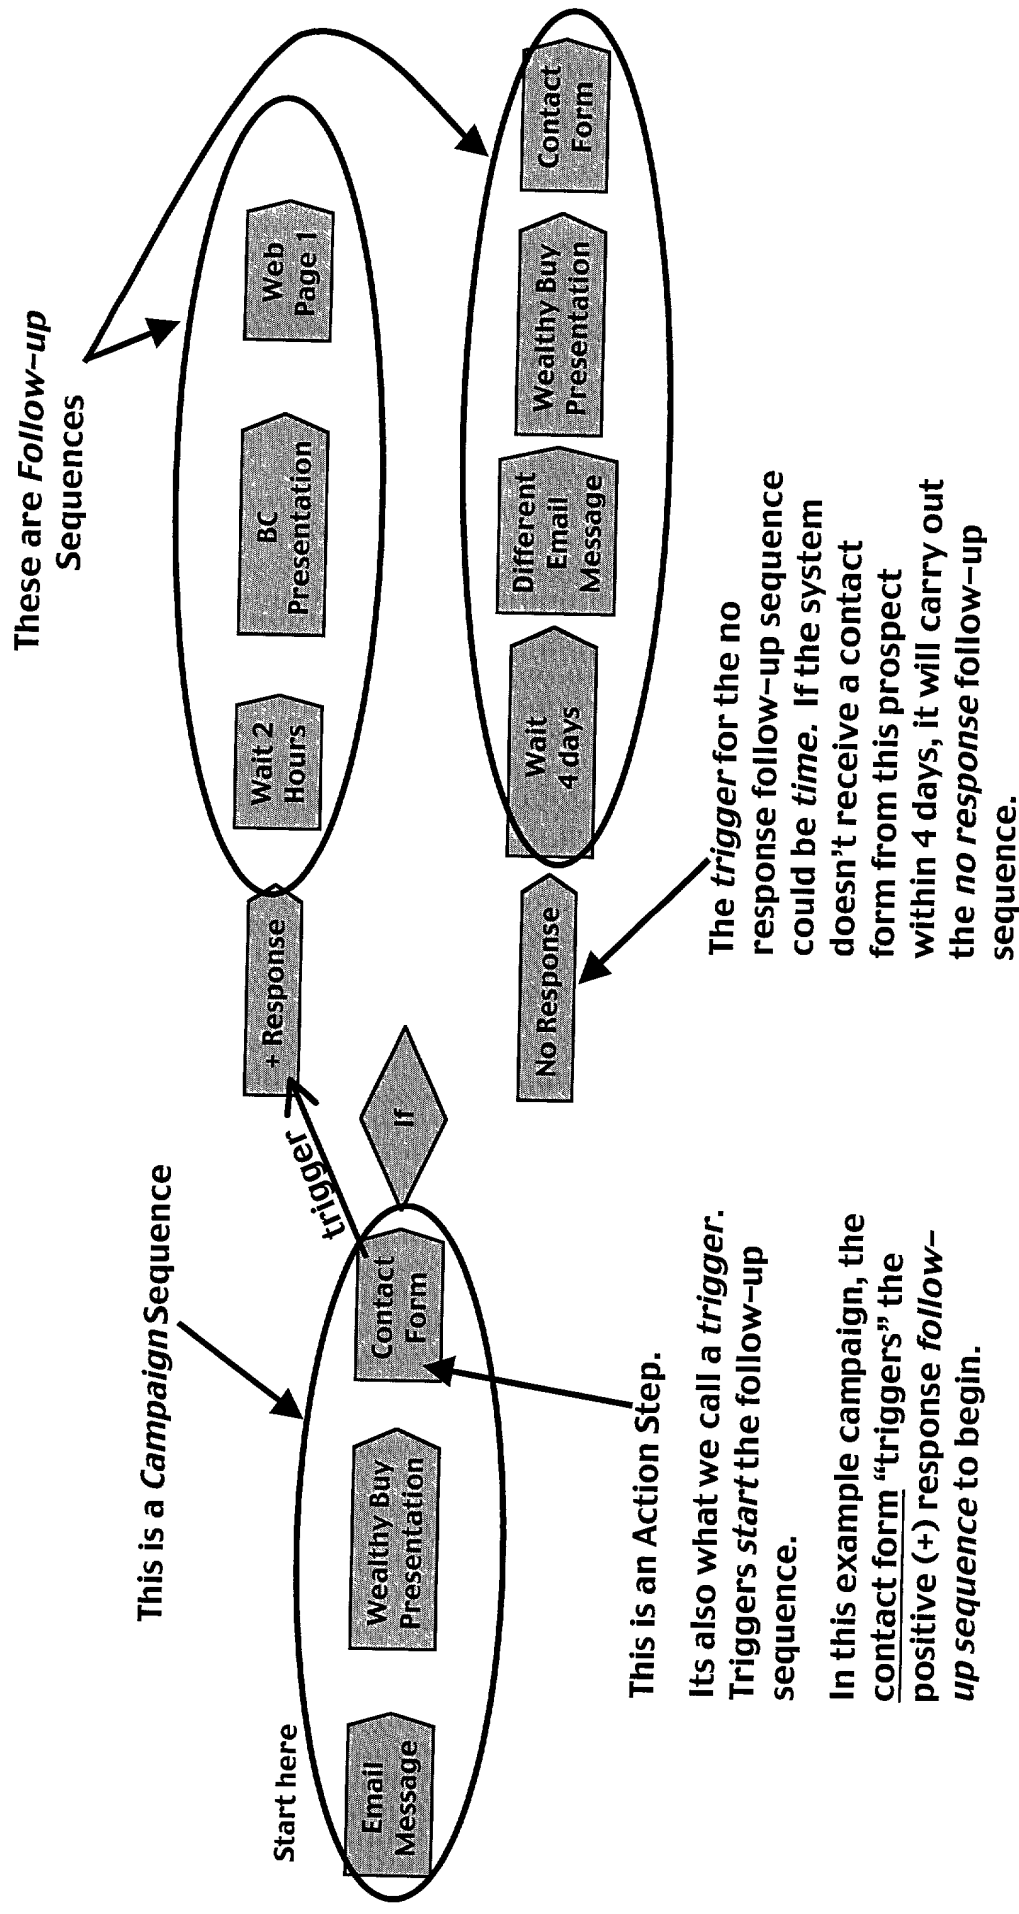 These are Follow-up
Sequences
This is a Campaign Sequence
Start here
Email
Message
Wealthy Buy
Presentation
Contact
Form
trigger
If
+ Response
Wait 2
Hours
BC
Presentation
Web
Page 1
No Response
Wait
4 days
Different
Email
Message
Wealthy Buy
Presentation
Contact
Form
This is an Action Step.
Its also what we call a trigger.
Triggers start the follow-up
sequence.
In this example campaign, the
contact form "triggers" the
positive (+) response follow-
up sequence to begin.
The trigger for the no
response follow-up sequence
could be time. If the system
doesn't receive a contact
form from this prospect
within 4 days, it will carry out
the no response follow-up
sequence.